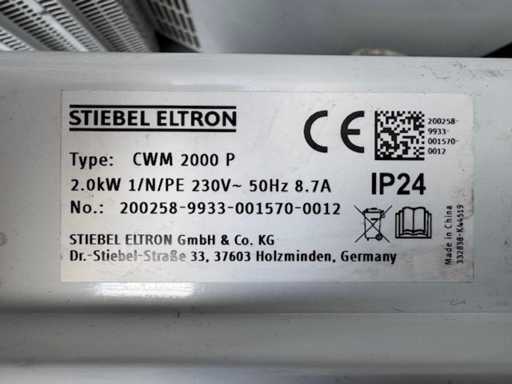 STIEBEL ELTRON
Type: CWM 2000 P
2.0kW 1/N/PE 230V~ 50Hz 8.7A
No.: 200258-9933-001570-0012
STIEBEL ELTRON GmbH & Co. KG
Dr.-Stiebel-Straße 33, 37603 Holzminden, Germany
CE
200258-
9933-
001570-
0012
IP24
Made in China
332838-K44519